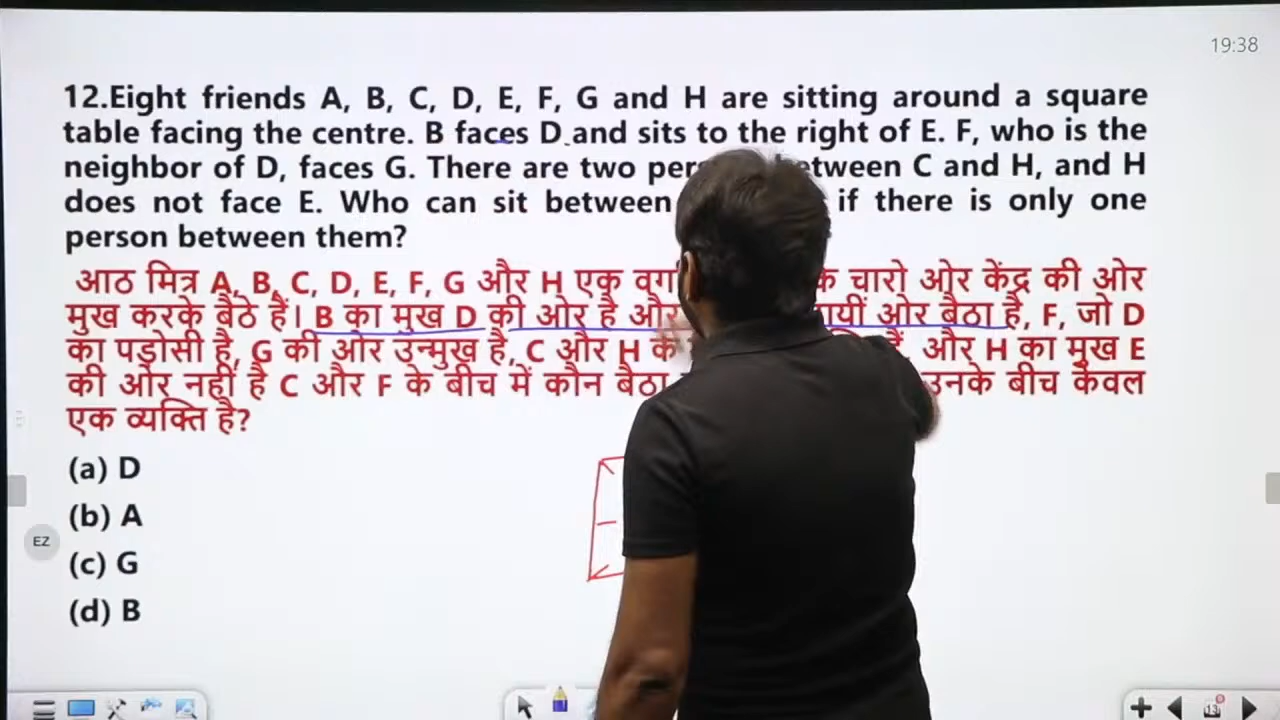 19:38
12.Eight friends A, B, C, D, E, F, G and H are sitting around a square
table facing the centre. B faces D and sits to the right of E. F, who is the
neighbor of D, faces G. There are two between C and H, and H
does not face E. Who can sit between if there is only one
person between them?
आठ मित्र A, B, C, D, E, F, G और H एक के चारो ओर केंद्र की ओर
मुख करके बैठे हैं। B का मुख D की ओर है और ओर बैठा है, F, जो D
का पड़ोसी है, G की ओर उन्मुख है, C और H के और H का मुख E
की ओर नहीं है C और F के बीच में कौन बैठा उनके बीच केवल
एक व्यक्ति है?
(a) D
(b) A
EZ
(c) G
(d) B
13